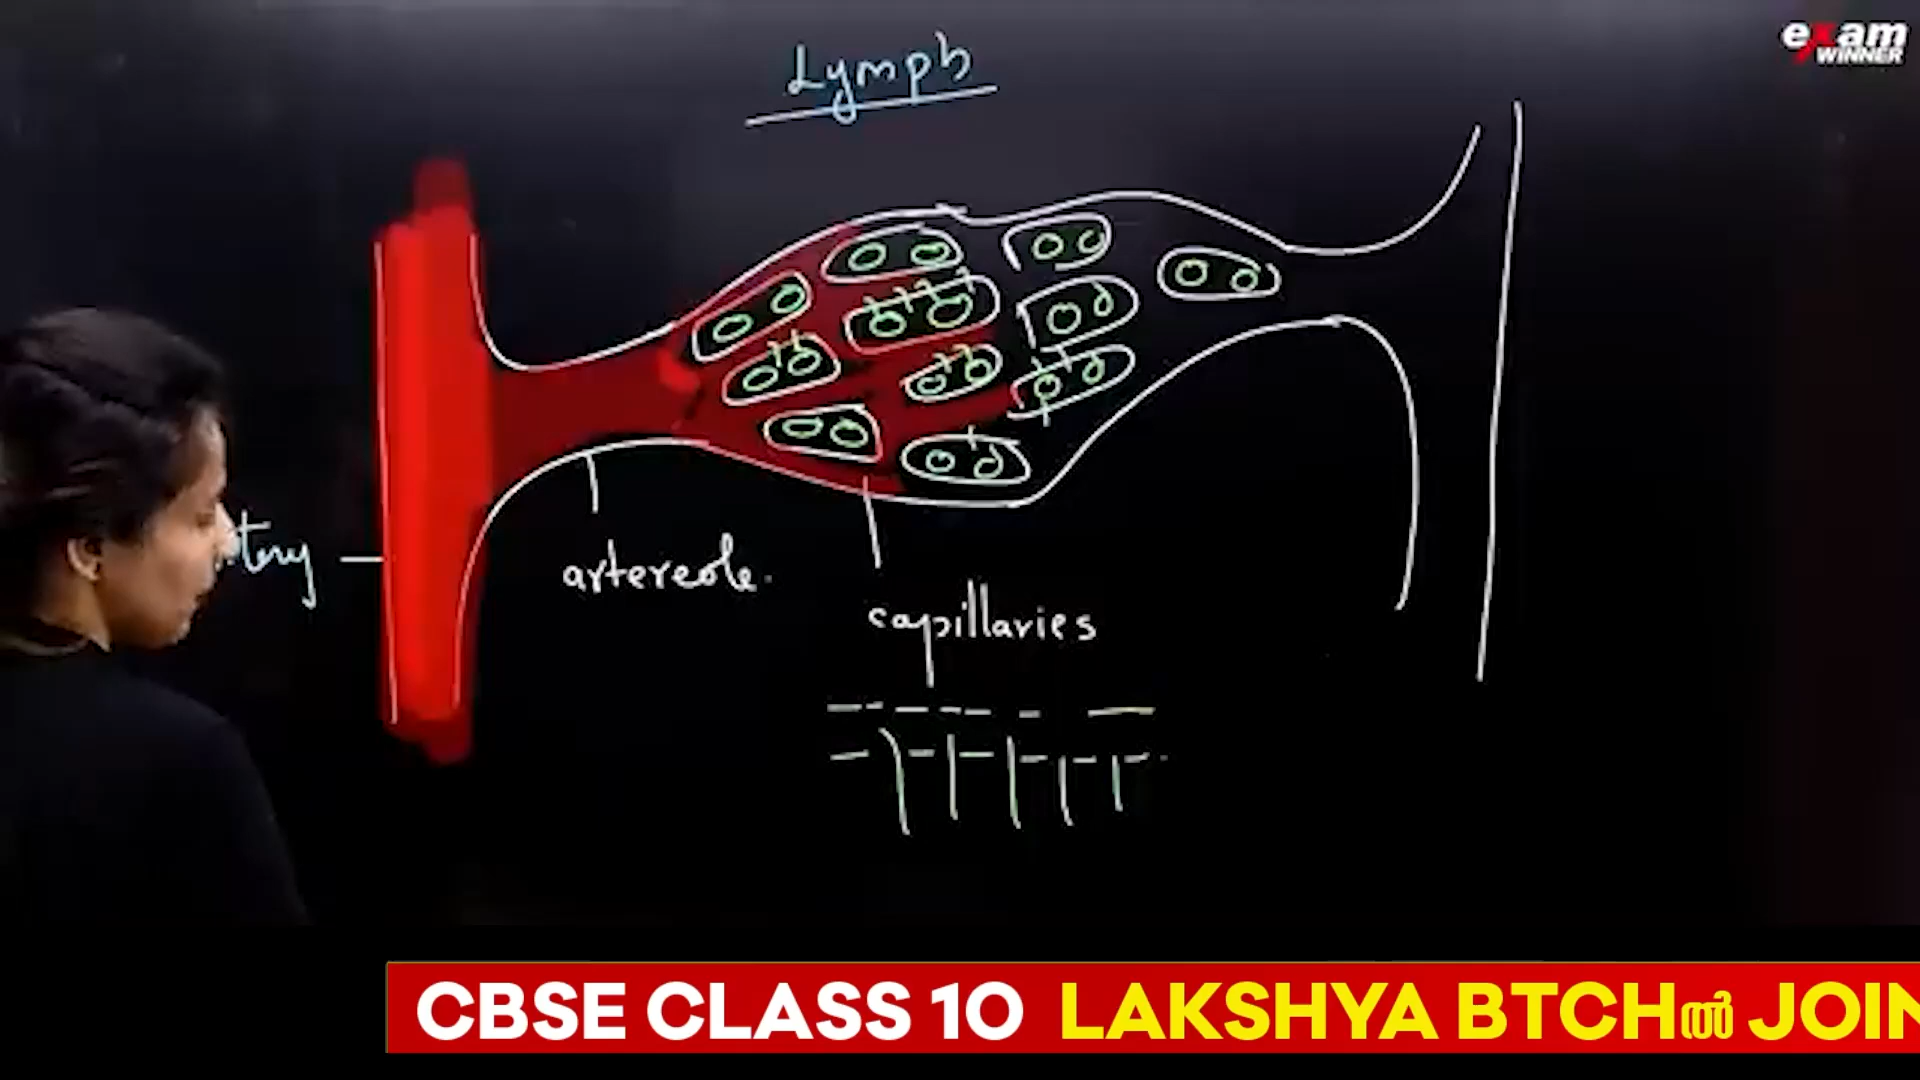 Lymph
exam
WINNER
artereole.
capillaries
CBSE CLASS 10 LAKSHYA BTCHൽ JOIN